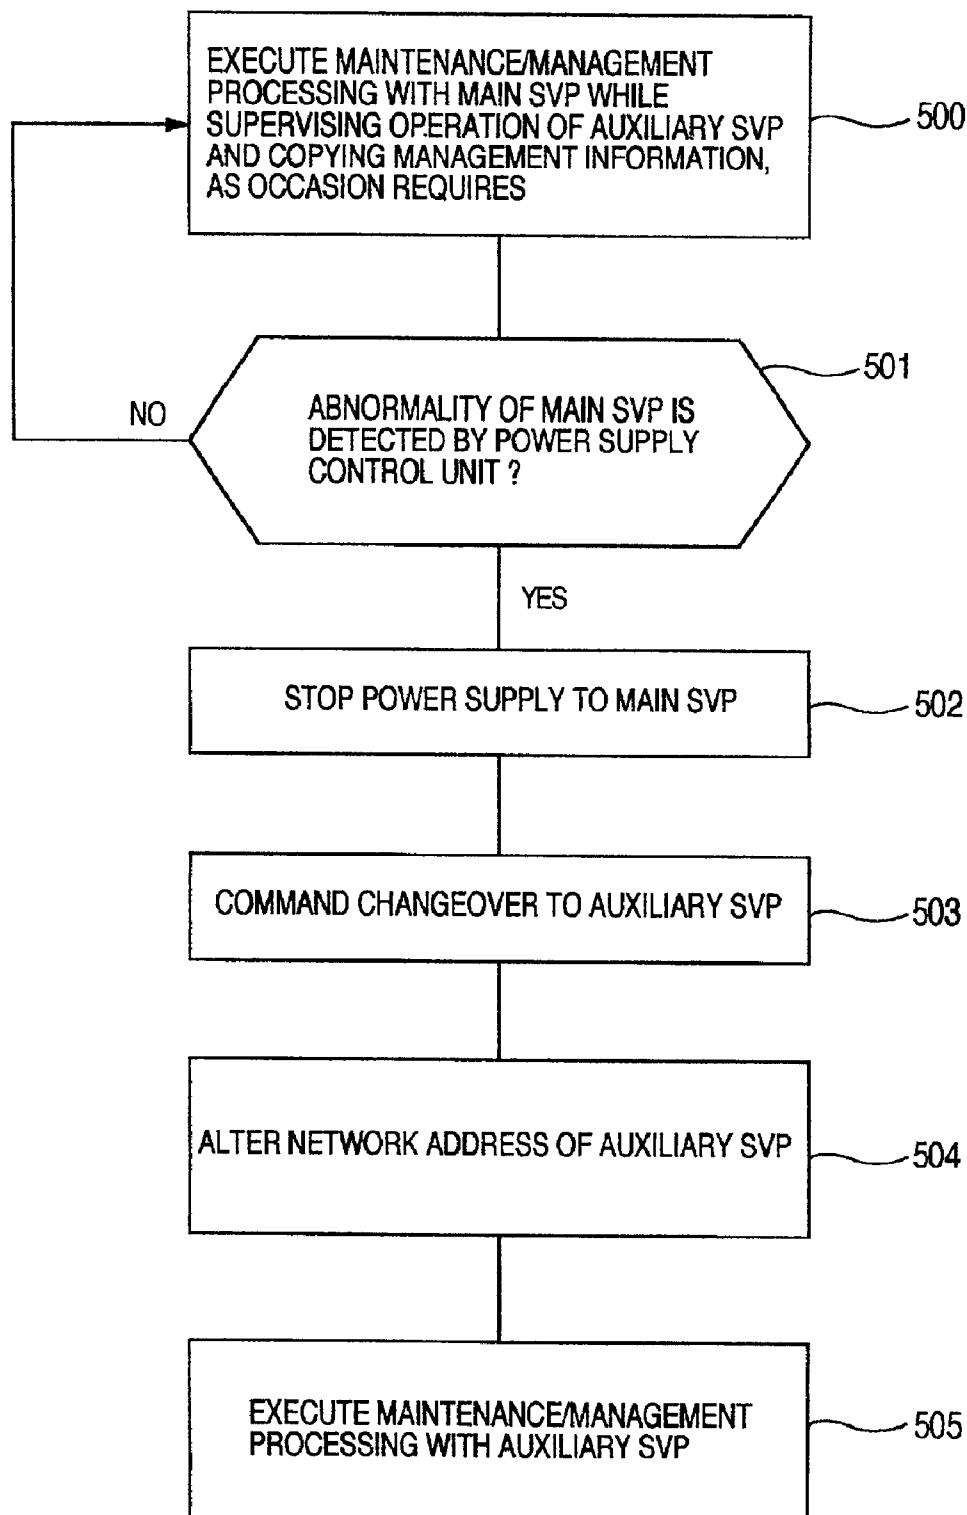 EXECUTE MAINTENANCE/MANAGEMENT
PROCESSING WITH MAIN SVP WHILE
SUPERVISING OPERATION OF AUXILIARY SVP
AND COPYING MANAGEMENT INFORMATION,
AS OCCASION REQUIRES
500
501
ABNORMALITY OF MAIN SVP IS
DETECTED BY POWER SUPPLY
CONTROL UNIT ?
NO
YES
STOP POWER SUPPLY TO MAIN SVP
502
COMMAND CHANGEOVER TO AUXILIARY SVP
503
ALTER NETWORK ADDRESS OF AUXILIARY SVP
504
EXECUTE MAINTENANCE/MANAGEMENT
PROCESSING WITH AUXILIARY SVP
505